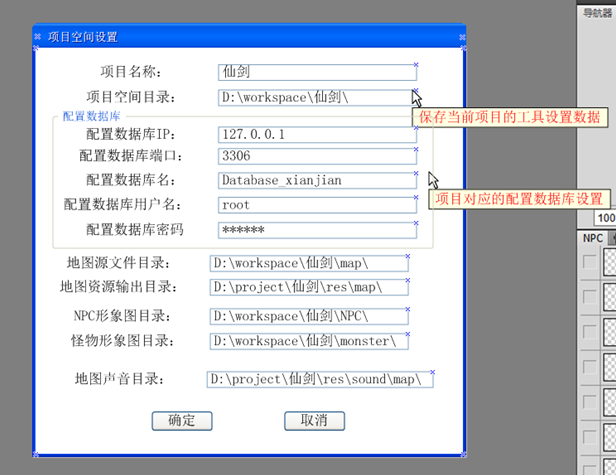 导航器
项目空间设置
项目名称: 仙剑
项目空间目录: D:\workspace\仙剑\
保存当前项目的工具设置数据
配置数据库
配置数据库IP: 127.0.0.1
配置数据库端口: 3306
配置数据库名: Database_xianjian
项目对应的配置数据库设置
配置数据库用户名: root
100
配置数据库密码 ******
NPC
地图源文件目录: D:\workspace\仙剑\map\
地图资源输出目录: D:\project\仙剑\res\map\
NPC形象图目录: D:\workspace\仙剑\NPC\
怪物形象图目录: D:\workspace\仙剑\monster\
地图声音目录: D:\project\仙剑\res\sound\map\
确定 取消